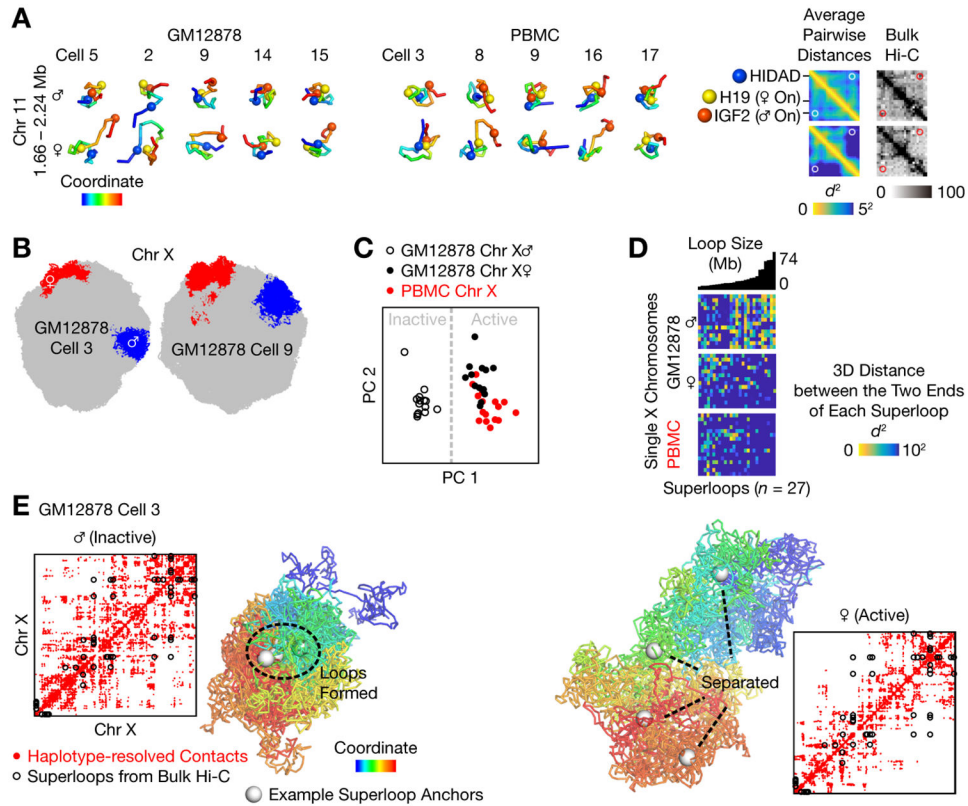 A
GM12878
Cell 5 2 9 14 15
PBMC
Cell 3 8 9 16 17
Average
Pairwise
Distances
Bulk
Hi-C
Chr 11
1.66 – 2.24 Mb
♂
♀
HIDAD
H19 (♀ On)
IGF2 (♂ On)
Coordinate
d²
0 5²
0 100
B
Chr X
♀
GM12878
Cell 3
♂
GM12878 Cell 9
C
GM12878 Chr X♂
GM12878 Chr X♀
PBMC Chr X
Inactive Active
PC 2
PC 1
D
Loop Size
(Mb)
74
0
Single X Chromosomes
GM12878
♂
♀
PBMC
Superloops (n = 27)
3D Distance
between the Two Ends
of Each Superloop
d²
0 10²
E
GM12878 Cell 3
♂ (Inactive)
Chr X
Chr X
Haplotype-resolved Contacts
Superloops from Bulk Hi-C
Loops
Formed
Coordinate
Example Superloop Anchors
Separated
♀ (Active)